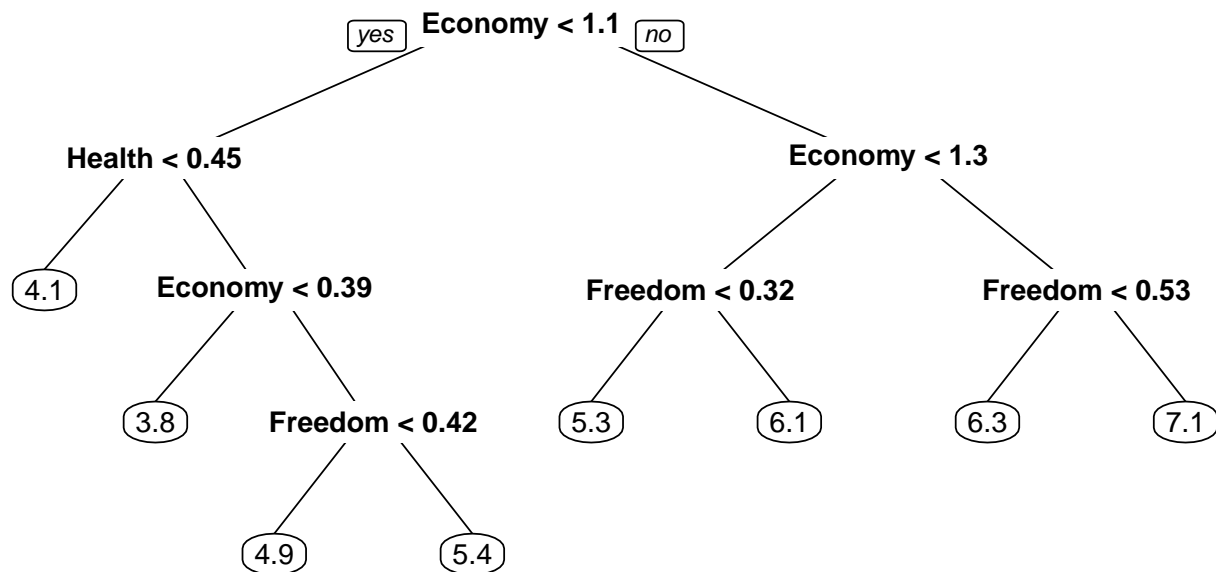 yes Economy < 1.1 no
Health < 0.45 Economy < 1.3
4.1 Economy < 0.39 Freedom < 0.32 Freedom < 0.53
3.8 Freedom < 0.42 5.3 6.1 6.3 7.1
4.9 5.4